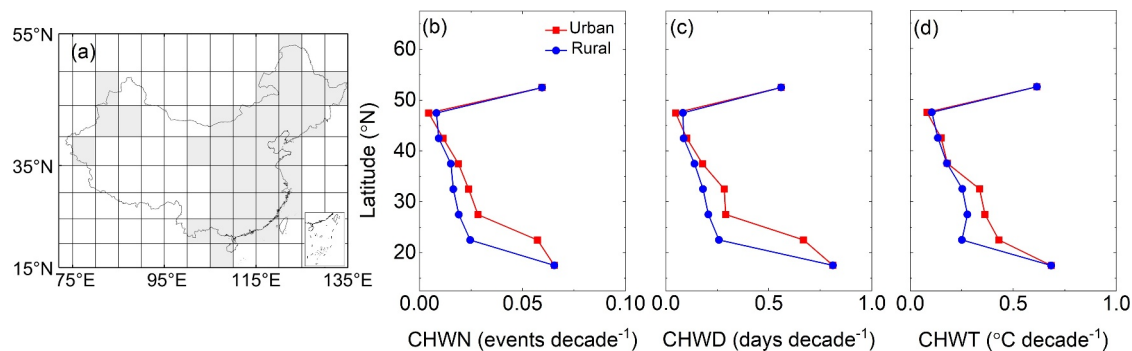 (a)
55°N
35°N
15°N
75°E 95°E 115°E 135°E
Latitude (°N)
60
50
40
30
20
(b)
Urban
Rural
0.00 0.05 0.10
CHWN (events decade⁻¹)
(c)
0.0 0.5 1.0
CHWD (days decade⁻¹)
(d)
0.0 0.5 1.0
CHWT (°C decade⁻¹)